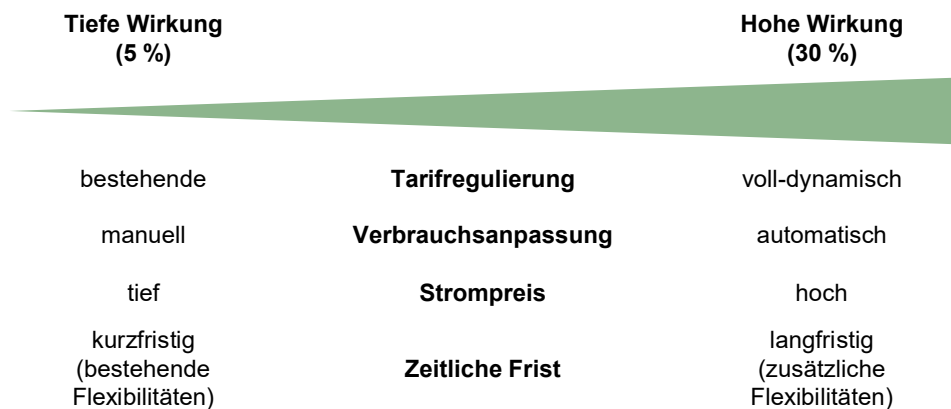 Tiefe Wirkung
(5 %)
Hohe Wirkung
(30 %)
bestehende
Tarifregulierung
voll-dynamisch
manuell
Verbrauchsanpassung
automatisch
tief
Strompreis
hoch
kurzfristig
(bestehende
Flexibilitäten)
Zeitliche Frist
langfristig
(zusätzliche
Flexibilitäten)